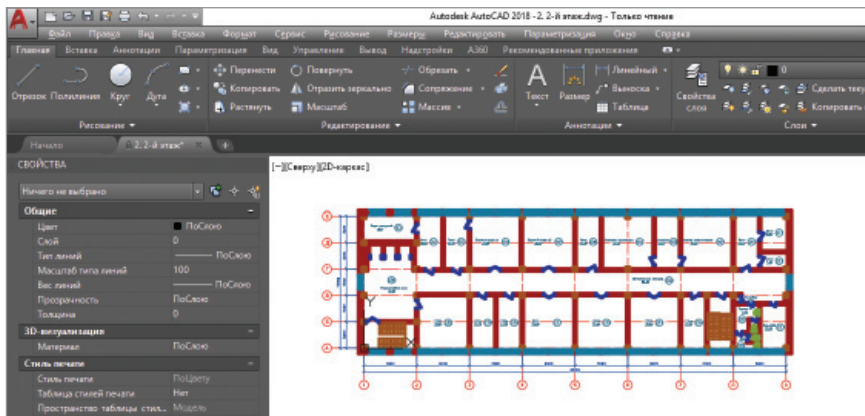 Autodesk AutoCAD 2018 - 2. 2-й этаж.dwg - Только чтение
Файл Правка Вид Вставка Формат Сервис Рисование Размеры Редактировать Параметризация Окно Справка
Главная Вставка Аннотации Параметризация Вид Управление Вывод Надстройки A360 Рекомендованные приложения
Перенести Повернуть Обрезать Линейный 0
Копировать Отразить зеркально Сопряжение Выноска Сделать теку
Отрезок Полилиния Круг Дуга Растянуть Масштаб Массив Текст Размер Таблица Свойства слоя Копировать
Рисование Редактирование Аннотации Слои
Начало 2. 2-й этаж*
СВОЙСТВА [−][Сверху][2D-каркас]
Ничего не выбрано
Общие
Цвет ПоСлою
Слой 0
Тип линий ПоСлою
Масштаб типа линий 100
Вес линий ПоСлою
Прозрачность ПоСлою
Толщина 0
3D-визуализация
Материал ПоСлою
Стиль печати
Стиль печати ПоЦвету
Таблица стилей печати Нет
Пространство таблицы стил... Модель